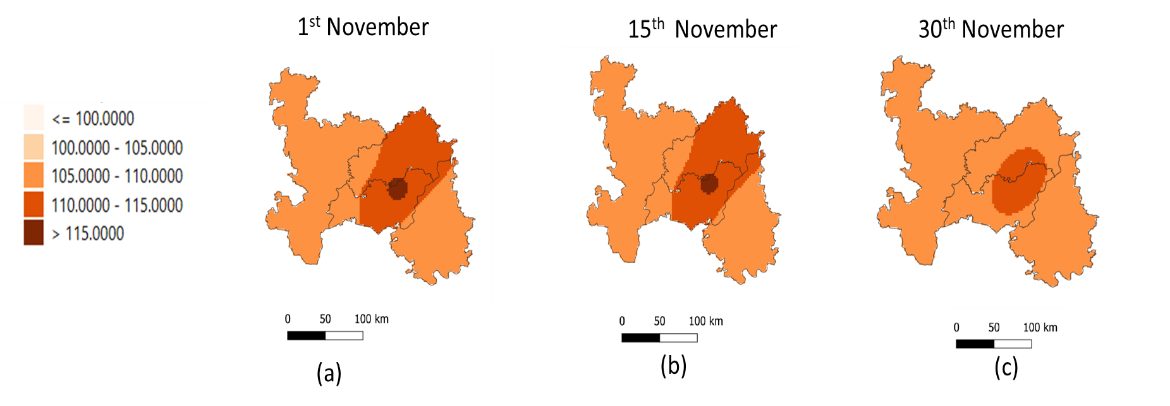 1st November
15th November
30th November
<= 100.0000
100.0000 - 105.0000
105.0000 - 110.0000
110.0000 - 115.0000
> 115.0000
0 50 100 km
0 50 100 km
0 50 100 km
(a)
(b)
(c)